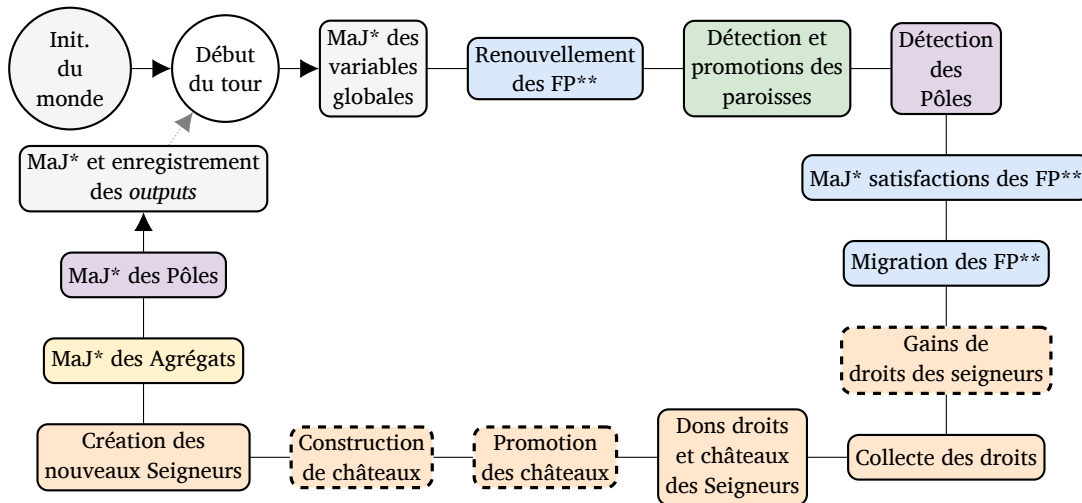 Init.
du
monde
Début
du tour
MaJ* des
variables
globales
Renouvellement
des FP**
Détection et
promotions des
paroisses
Détection
des
Pôles
MaJ* satisfactions des FP**
Migration des FP**
Gains de
droits des seigneurs
Collecte des droits
Dons droits
et châteaux
des Seigneurs
Promotion
des châteaux
Construction
de châteaux
Création des
nouveaux Seigneurs
MaJ* des Agrégats
MaJ* des Pôles
MaJ* et enregistrement
des outputs